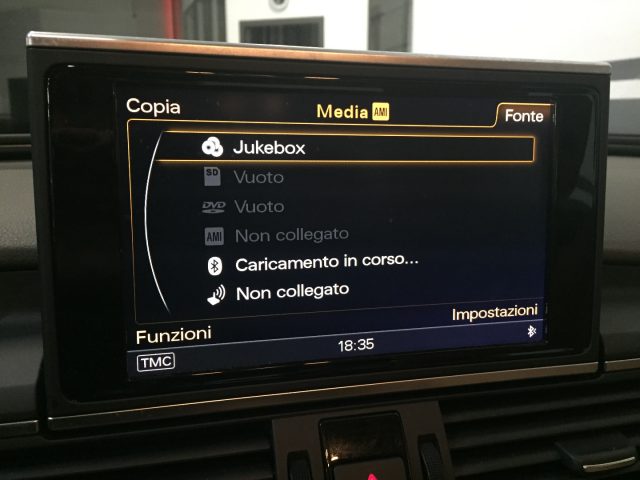 Copia
Media AMI
Fonte
Jukebox
SD Vuoto
DVD Vuoto
AMI Non collegato
Caricamento in corso...
Non collegato
Impostazioni
Funzioni
18:35
TMC